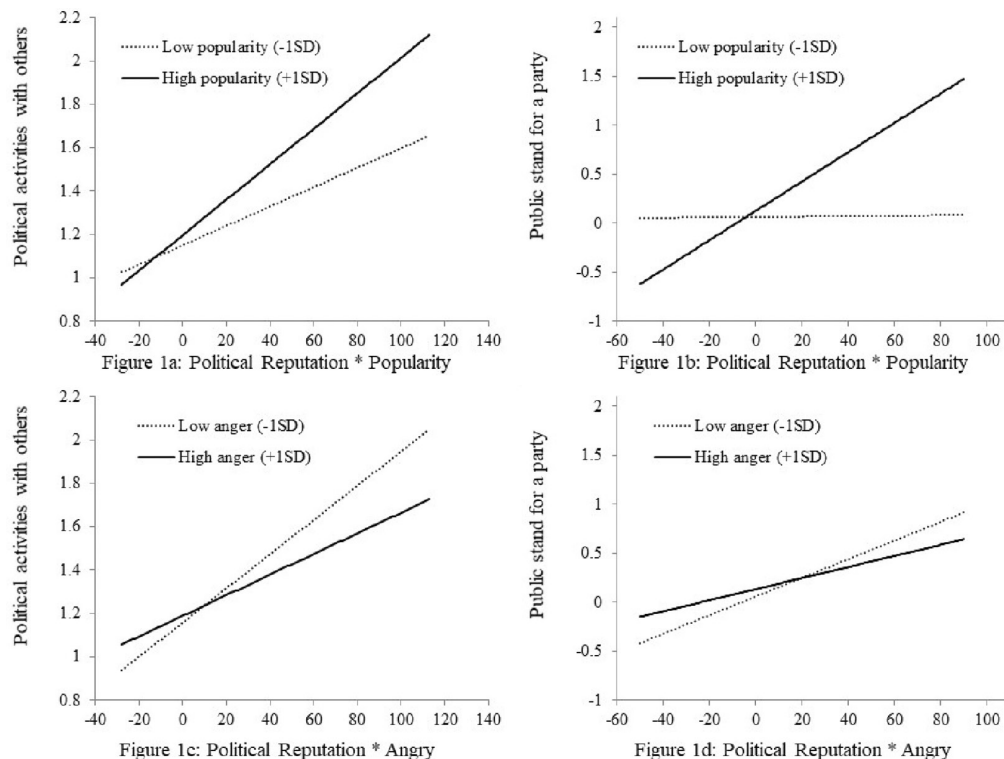 Political activities with others
2.2
2
1.8
1.6
1.4
1.2
1
0.8
Low popularity (-1SD)
High popularity (+1SD)
-40 -20 0 20 40 60 80 100 120 140
Figure 1a: Political Reputation * Popularity
Public stand for a party
2
1.5
1
0.5
0
-0.5
-1
Low popularity (-1SD)
High popularity (+1SD)
-60 -40 -20 0 20 40 60 80 100
Figure 1b: Political Reputation * Popularity
Political activities with others
2.2
2
1.8
1.6
1.4
1.2
1
0.8
Low anger (-1SD)
High anger (+1SD)
-40 -20 0 20 40 60 80 100 120 140
Figure 1c: Political Reputation * Angry
Public stand for a party
2
1.5
1
0.5
0
-0.5
-1
Low anger (-1SD)
High anger (+1SD)
-60 -40 -20 0 20 40 60 80 100
Figure 1d: Political Reputation * Angry